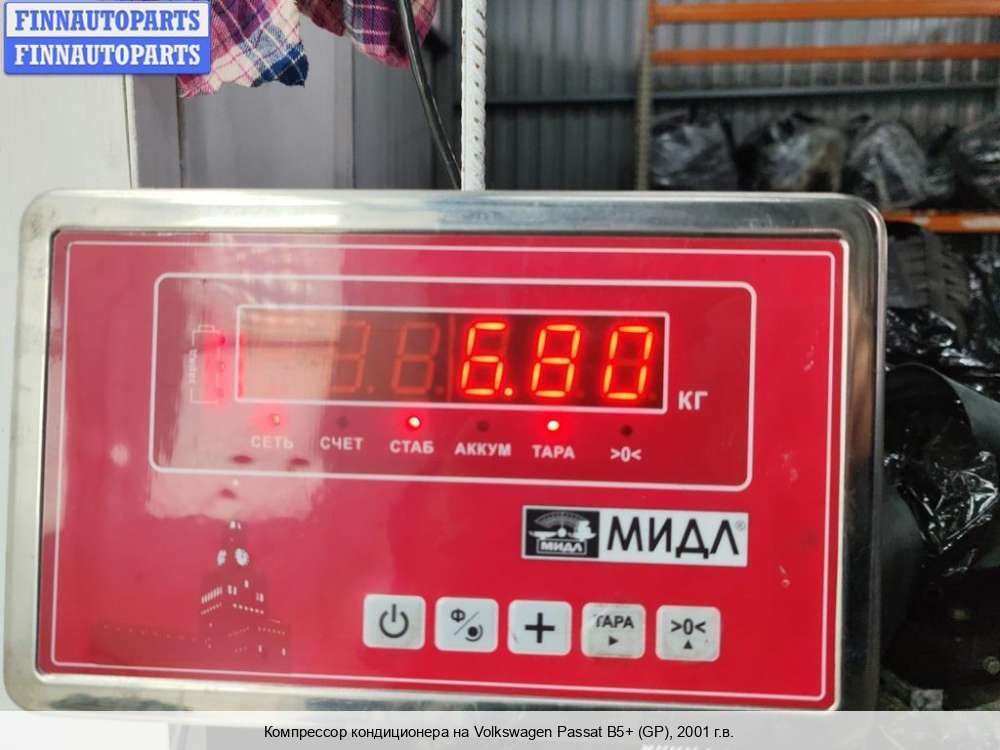 FINNAUTOPARTS
FINNAUTOPARTS
6.80
КГ
СЕТЬ СЧЕТ СТАБ АККУМ ТАРА >0<
МИДЛ МИДЛ®
Ф ТАРА >0<
Компрессор кондиционера на Volkswagen Passat B5+ (GP), 2001 г.в.